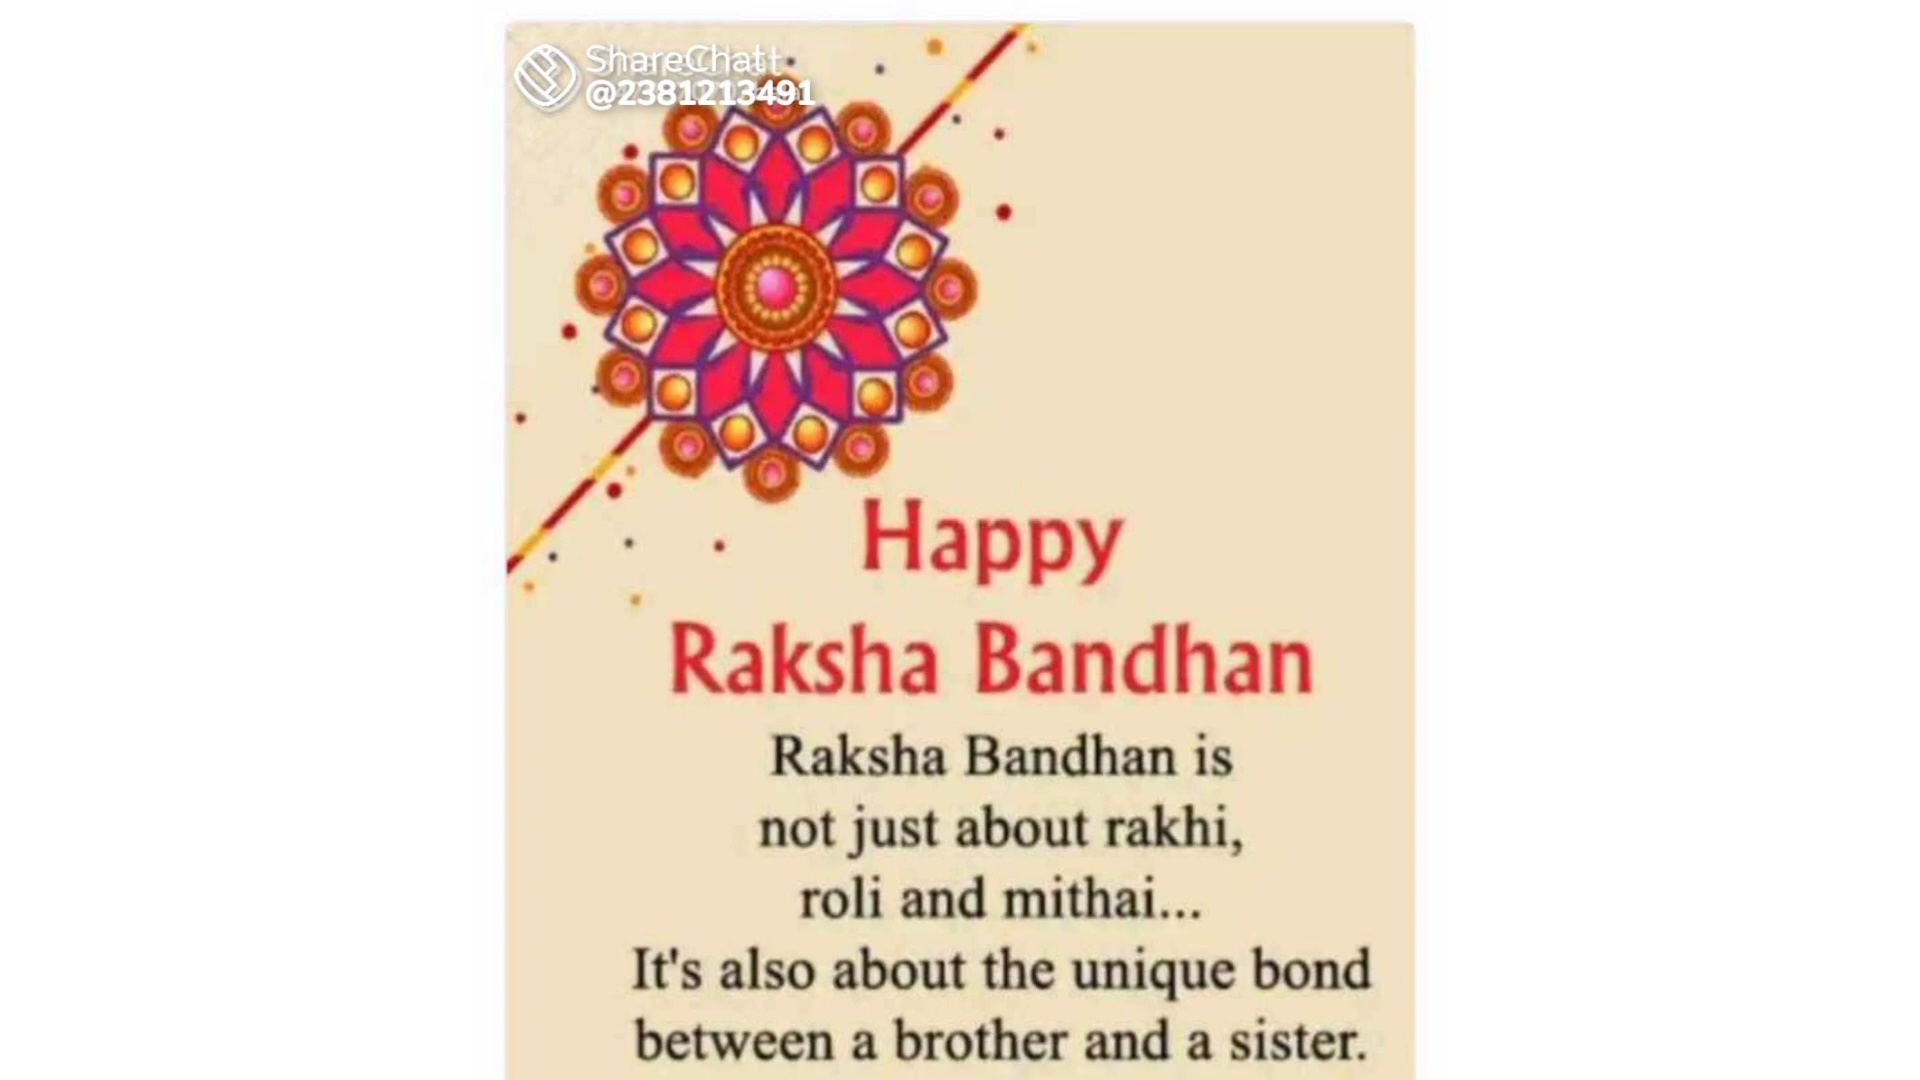 ShareChat
@2381213491
Happy
Raksha Bandhan
Raksha Bandhan is
not just about rakhi,
roli and mithai...
It's also about the unique bond
between a brother and a sister.